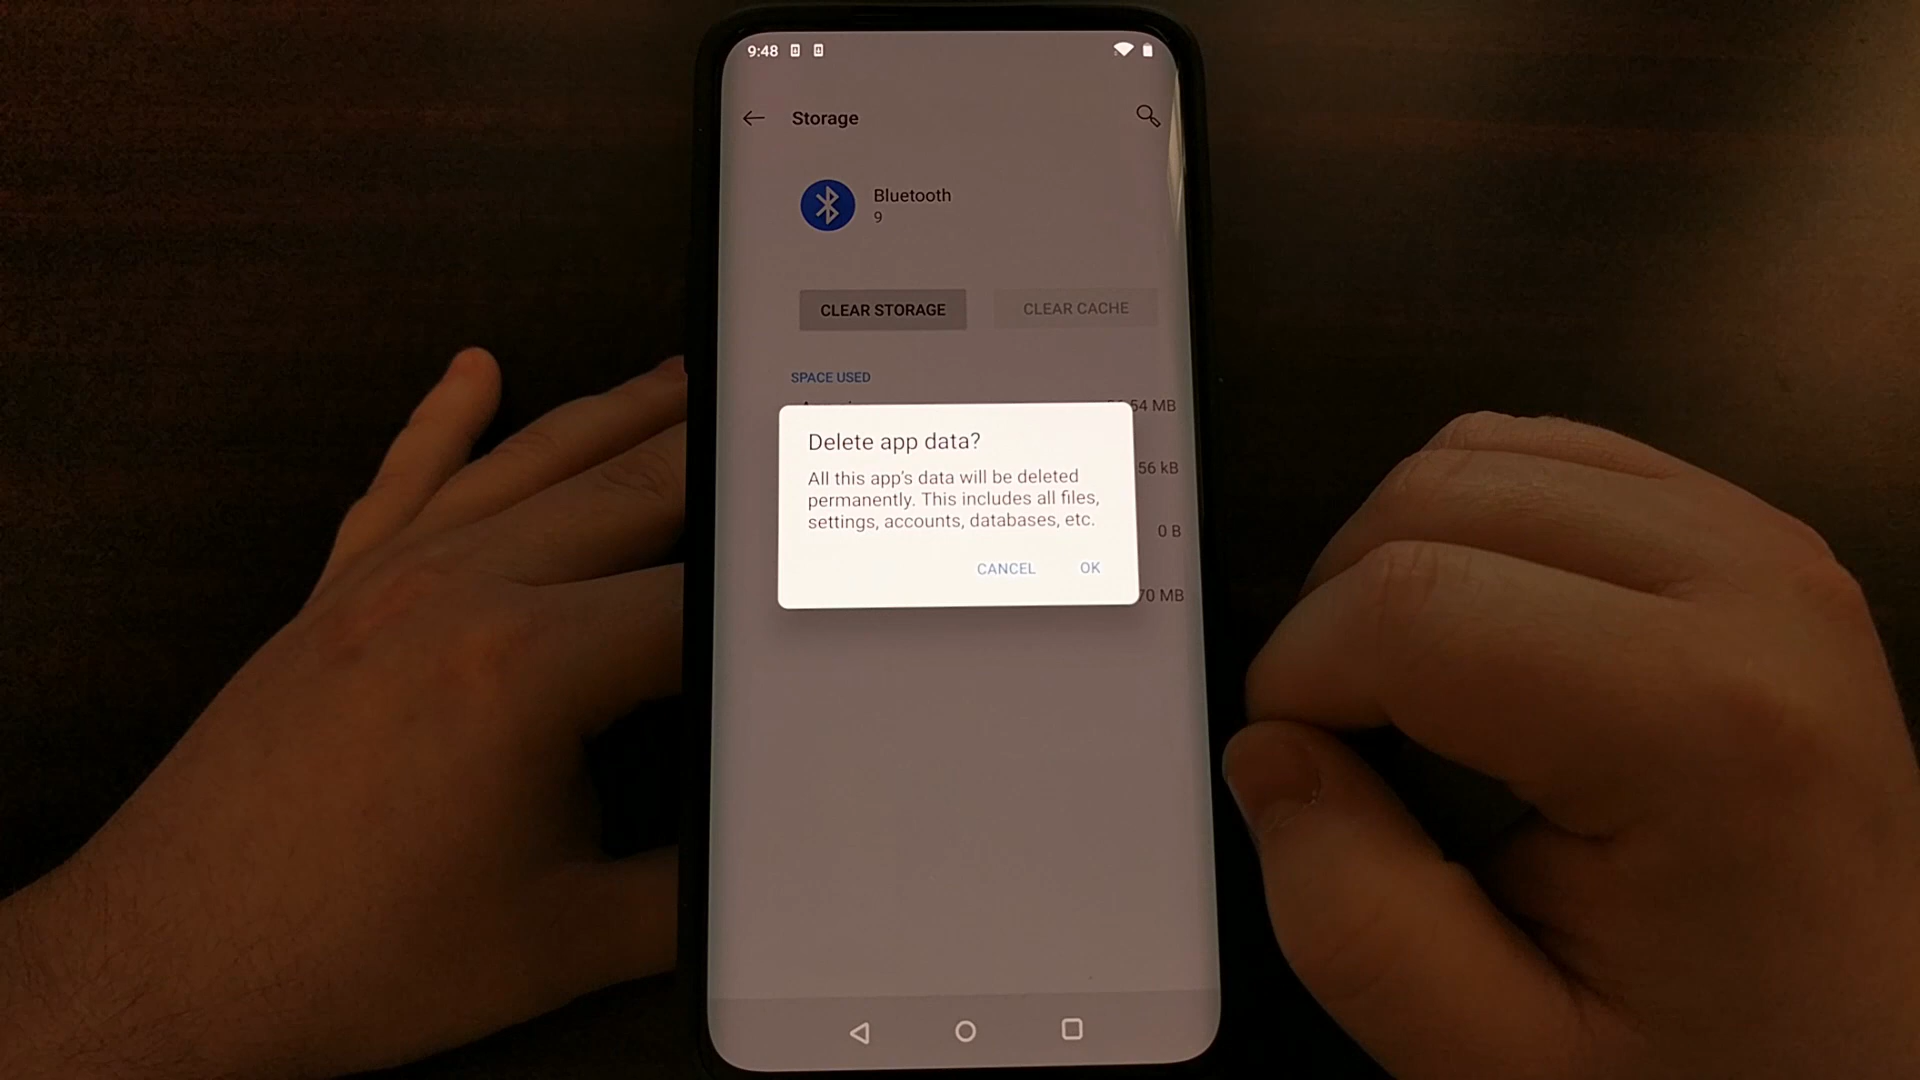 9:48
Storage
Bluetooth
9
CLEAR STORAGE
CLEAR CACHE
SPACE USED
54 MB
Delete app data?
All this app's data will be deleted
permanently. This includes all files,
settings, accounts, databases, etc.
56 kB
0 B
CANCEL
OK
70 MB